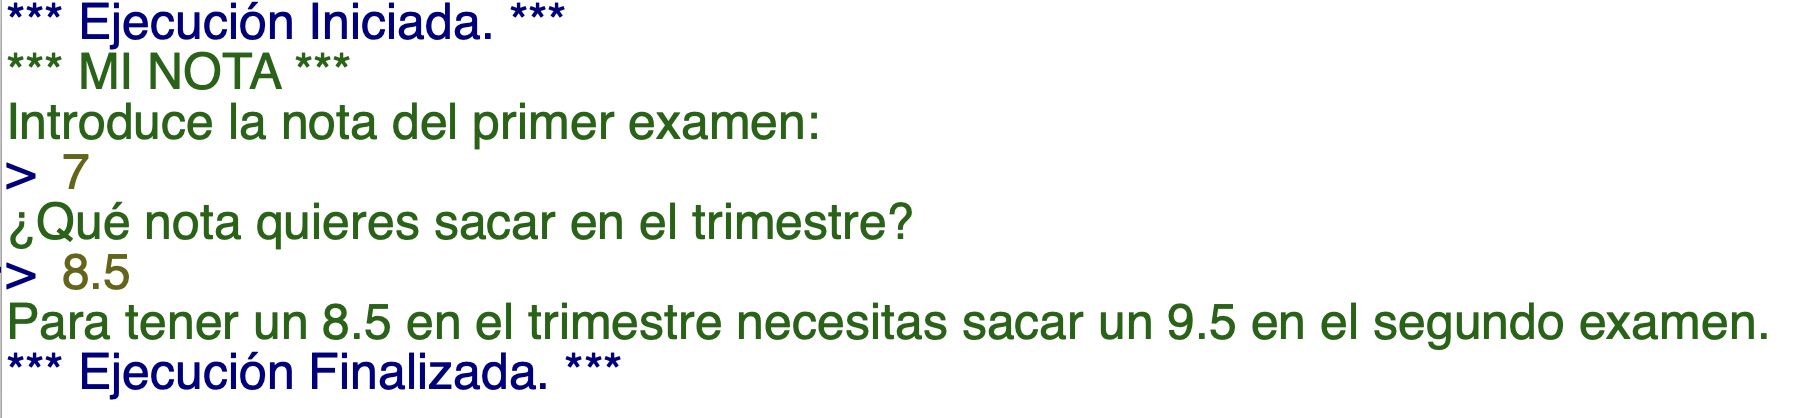 *** Ejecución Iniciada. ***
*** MI NOTA ***
Introduce la nota del primer examen:
> 7
¿Qué nota quieres sacar en el trimestre?
> 8.5
Para tener un 8.5 en el trimestre necesitas sacar un 9.5 en el segundo examen.
*** Ejecución Finalizada. ***